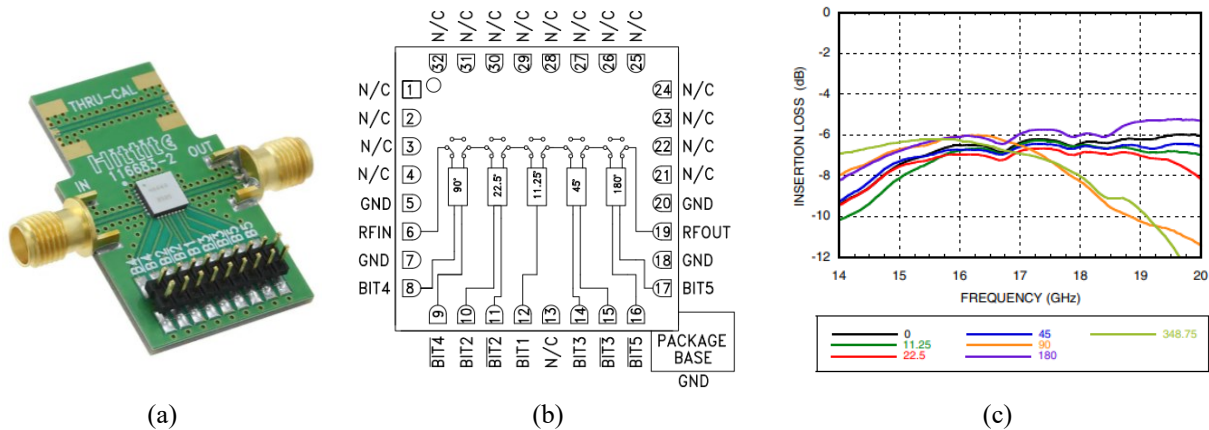 THRU-CAL
Hittite
116683-2
IN
OUT
(a)
N/C N/C N/C N/C N/C N/C N/C N/C
32 31 30 29 28 27 26 25
N/C 1
N/C 2
N/C 3
N/C 4
GND 5
RFIN 6
GND 7
BIT4 8
24 N/C
23 N/C
22 N/C
21 N/C
20 GND
19 RFOUT
18 GND
17 BIT5
90° 22.5° 11.25° 45° 180°
9 10 11 12 13 14 15 16
BIT4 BIT2 BIT2 BIT1 N/C BIT3 BIT3 BIT5
PACKAGE
BASE
GND
(b)
INSERTION LOSS (dB)
0
-2
-4
-6
-8
-10
-12
14 15 16 17 18 19 20
FREQUENCY (GHz)
0 45 348.75
11.25 90
22.5 180
(c)